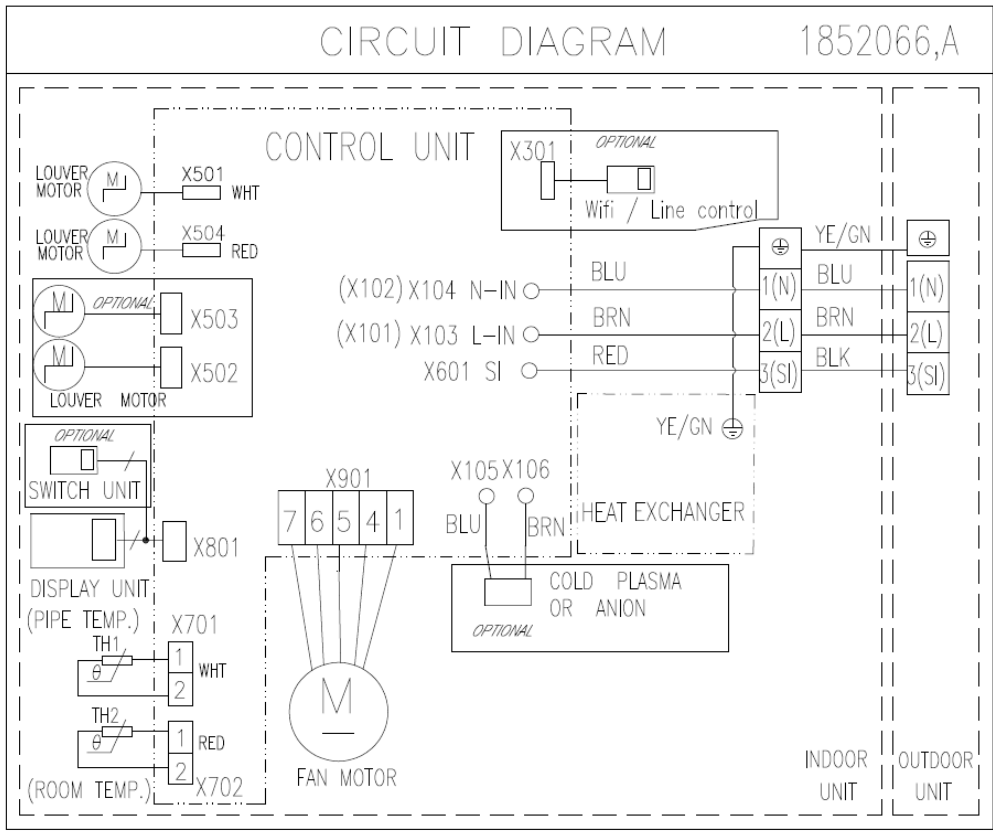 CIRCUIT DIAGRAM 1852066,A
CONTROL UNIT
LOUVER
MOTOR
M
X501
WHT
LOUVER
MOTOR
M
X504
RED
M
OPTIONAL
X503
M
X502
LOUVER MOTOR
OPTIONAL
SWITCH UNIT
X801
DISPLAY UNIT
(PIPE TEMP.)
X701
TH1
θ
1
2
WHT
TH2
θ
1
2
RED
X702
(ROOM TEMP.)
X301
OPTIONAL
Wifi / Line control
(X102) X104 N-IN
BLU
(X101) X103 L-IN
BRN
X601 SI
RED
1(N)
2(L)
3(SI)
YE/GN
BLU
BRN
BLK
1(N)
2(L)
3(SI)
YE/GN
HEAT EXCHANGER
X901
7 6 5 4 1
M
FAN MOTOR
X105 X106
BLU
BRN
COLD PLASMA
OR ANION
OPTIONAL
INDOOR
UNIT
OUTDOOR
UNIT